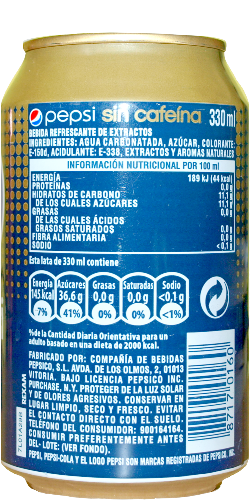 pepsi sin cafeína 330 ml
BEBIDA REFRESCANTE DE EXTRACTOS
INGREDIENTES: AGUA CARBONATADA, AZÚCAR, COLORANTE:
E-150d, ACIDULANTE: E-338, EXTRACTOS Y AROMAS NATURALES
INFORMACIÓN NUTRICIONAL POR 100 ml
ENERGÍA 189 kJ (44 kcal)
PROTEÍNAS 0,0 g
HIDRATOS DE CARBONO 11,1 g
DE LOS CUALES AZÚCARES 11,1 g
GRASAS 0,0 g
DE LAS CUALES ÁCIDOS
GRASOS SATURADOS 0,0 g
FIBRA ALIMENTARIA 0,0 g
SODIO <0,1 g
Esta lata de 330 ml contiene
Energía Azúcares Grasas Saturadas Sodio
145 kcal 36,6 g 0,0 g 0,0 g <0,1 g
7% 41% 0% 0% <1%
% de la Cantidad Diaria Orientativa para un
adulto basado en una dieta de 2000 kcal.
FABRICADO POR: COMPAÑÍA DE BEBIDAS
PEPSICO, S.L. AVDA. DE LOS OLMOS, 2, 01013
VITORIA. BAJO LICENCIA PEPSICO INC.
PURCHASE, N.Y. PROTEGER DE LA LUZ SOLAR
Y DE OLORES AGRESIVOS. CONSERVAR EN
LUGAR LIMPIO, SECO Y FRESCO. EVITAR
EL CONTACTO DIRECTO CON EL SUELO.
TELÉFONO DEL CONSUMIDOR: 980164164.
CONSUMIR PREFERENTEMENTE ANTES
DEL - LOTE: (VER FONDO).
PEPSI, PEPSI-COLA Y EL LOGO PEPSI SON MARCAS REGISTRADAS DE PEPSICO, INC.
REXAM